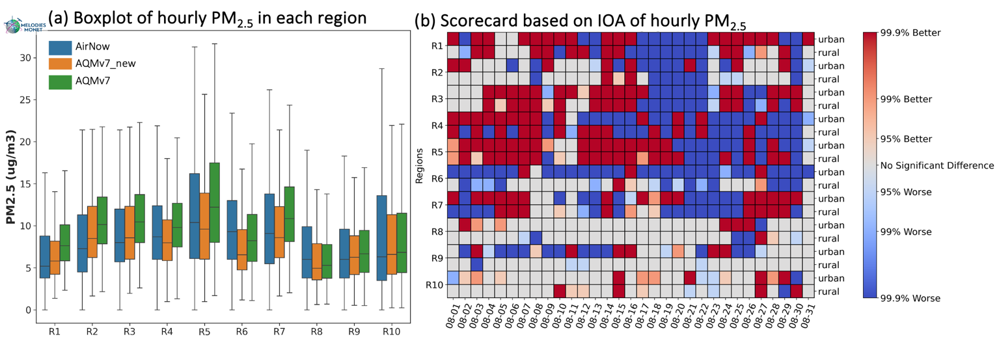 MELODIES
MONET
(a) Boxplot of hourly PM2.5 in each region
PM2.5 (ug/m3)
30
25
20
15
10
5
0
AirNow
AQMv7_new
AQMv7
R1 R2 R3 R4 R5 R6 R7 R8 R9 R10
(b) Scorecard based on IOA of hourly PM2.5
Regions
R1
urban
rural
R2
urban
rural
R3
urban
rural
R4
urban
rural
R5
urban
rural
R6
urban
rural
R7
urban
rural
R8
urban
rural
R9
urban
rural
R10
urban
rural
08-01 08-02 08-03 08-04 08-05 08-06 08-07 08-08 08-09 08-10 08-11 08-12 08-13 08-14 08-15 08-16 08-17 08-18 08-19 08-20 08-21 08-22 08-23 08-24 08-25 08-26 08-27 08-28 08-29 08-30 08-31
99.9% Better
99% Better
95% Better
No Significant Difference
95% Worse
99% Worse
99.9% Worse